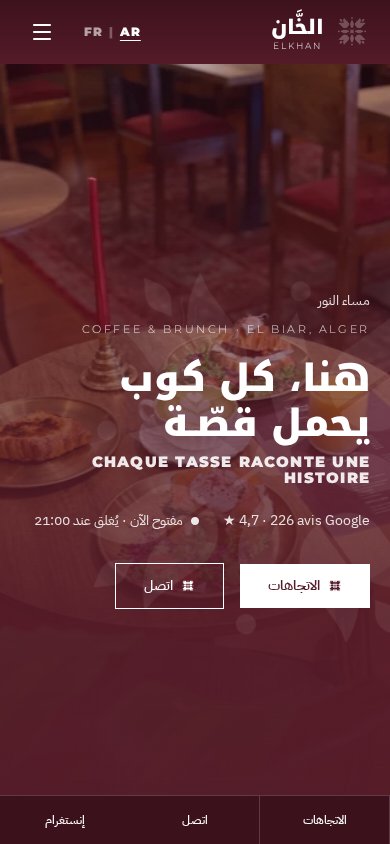 الخَّان
ELKHAN
FR | AR
مساء النور
COFFEE & BRUNCH · EL BIAR, ALGER
هنا، كل كوب
يحمل قصّة
CHAQUE TASSE RACONTE UNE
HISTOIRE
★ 4,7 · 226 avis Google
مفتوح الآن · يُغلق عند 21:00
الاتجاهات
اتصل
الاتجاهات
اتصل
إنستغرام